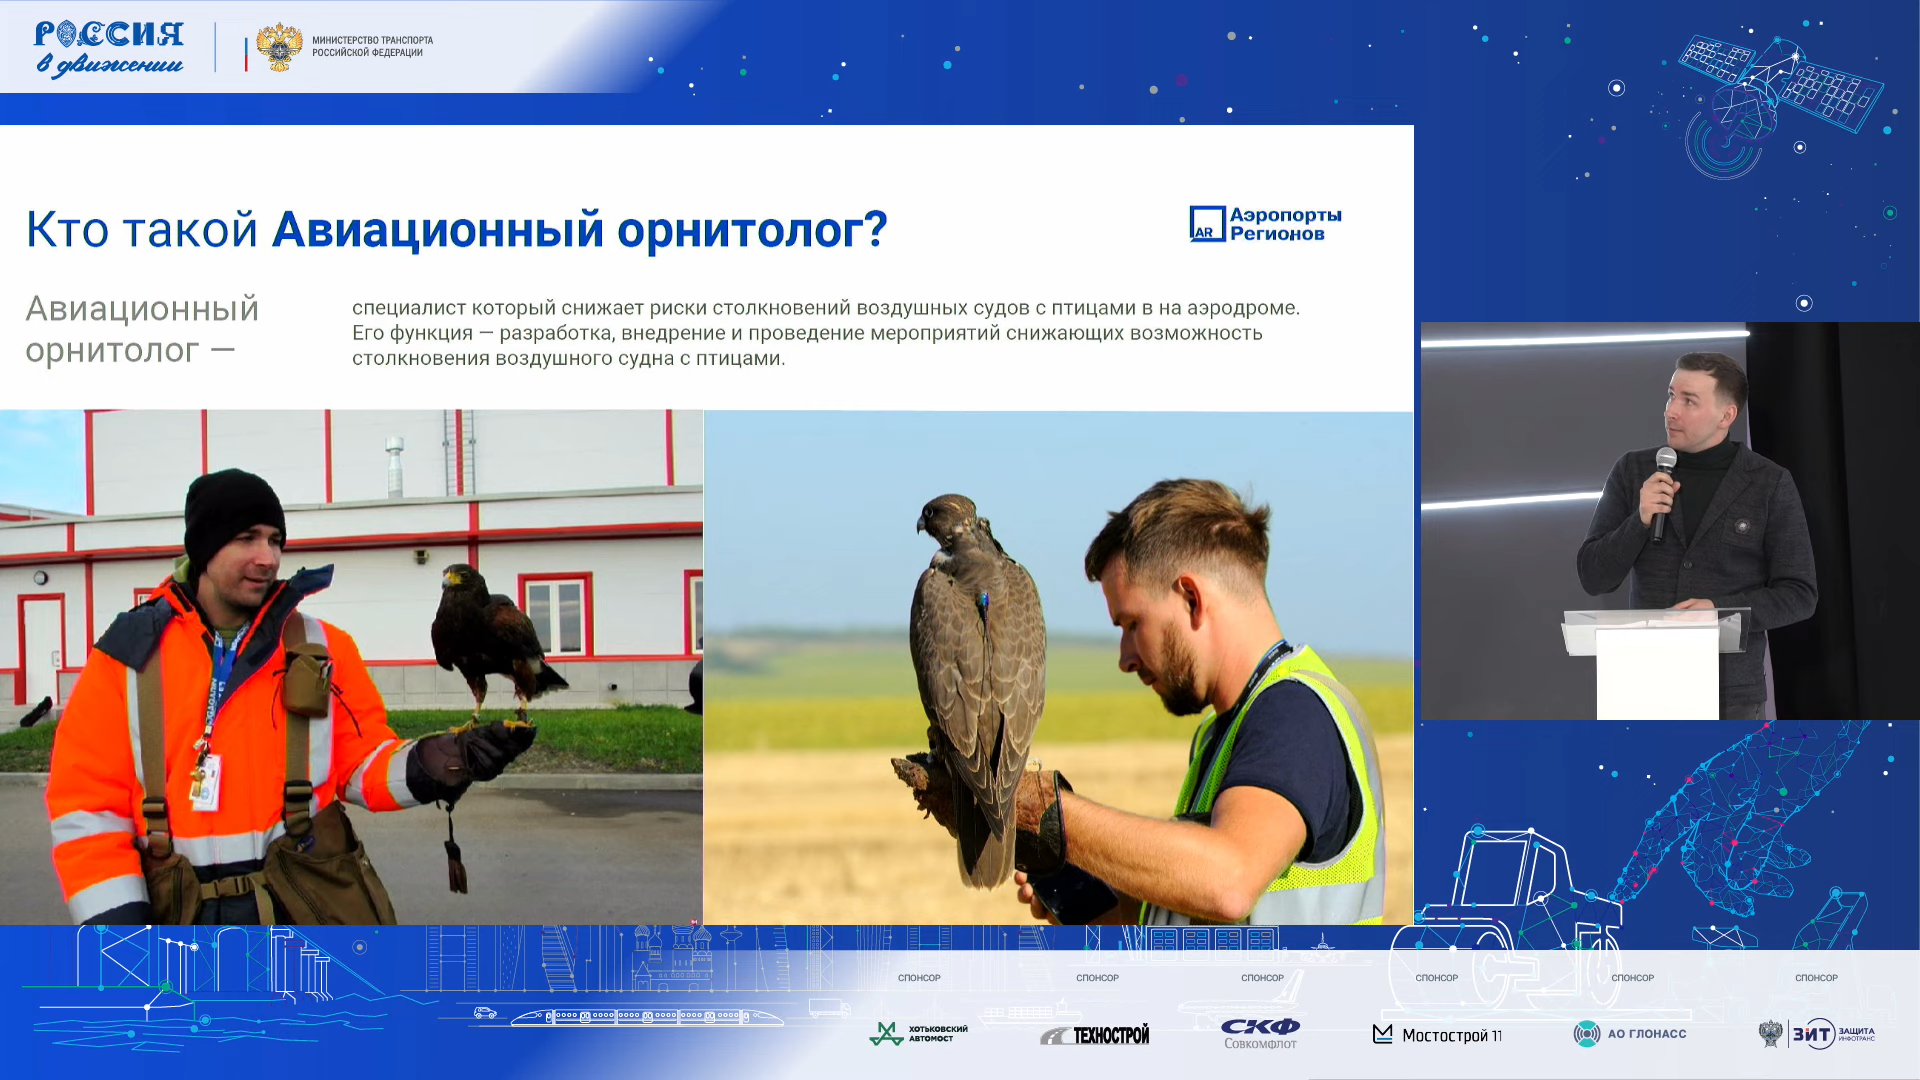 РОССИЯ
в движении
МИНИСТЕРСТВО ТРАНСПОРТА
РОССИЙСКОЙ ФЕДЕРАЦИИ
Кто такой Авиационный орнитолог?
AR
Аэропорты
Регионов
Авиационный
орнитолог —
специалист который снижает риски столкновений воздушных судов с птицами в на аэродроме.
Его функция — разработка, внедрение и проведение мероприятий снижающих возможность
столкновения воздушного судна с птицами.
СПОНСОР
СПОНСОР
СПОНСОР
СПОНСОР
СПОНСОР
СПОНСОР
ХОТЬКОВСКИЙ
АВТОМОСТ
ТЕХНОСТРОЙ
СКФ
Совкомфлот
Мостострой 11
АО ГЛОНАСС
ЗИТ
ЗАЩИТА
ИНФОТРАНС